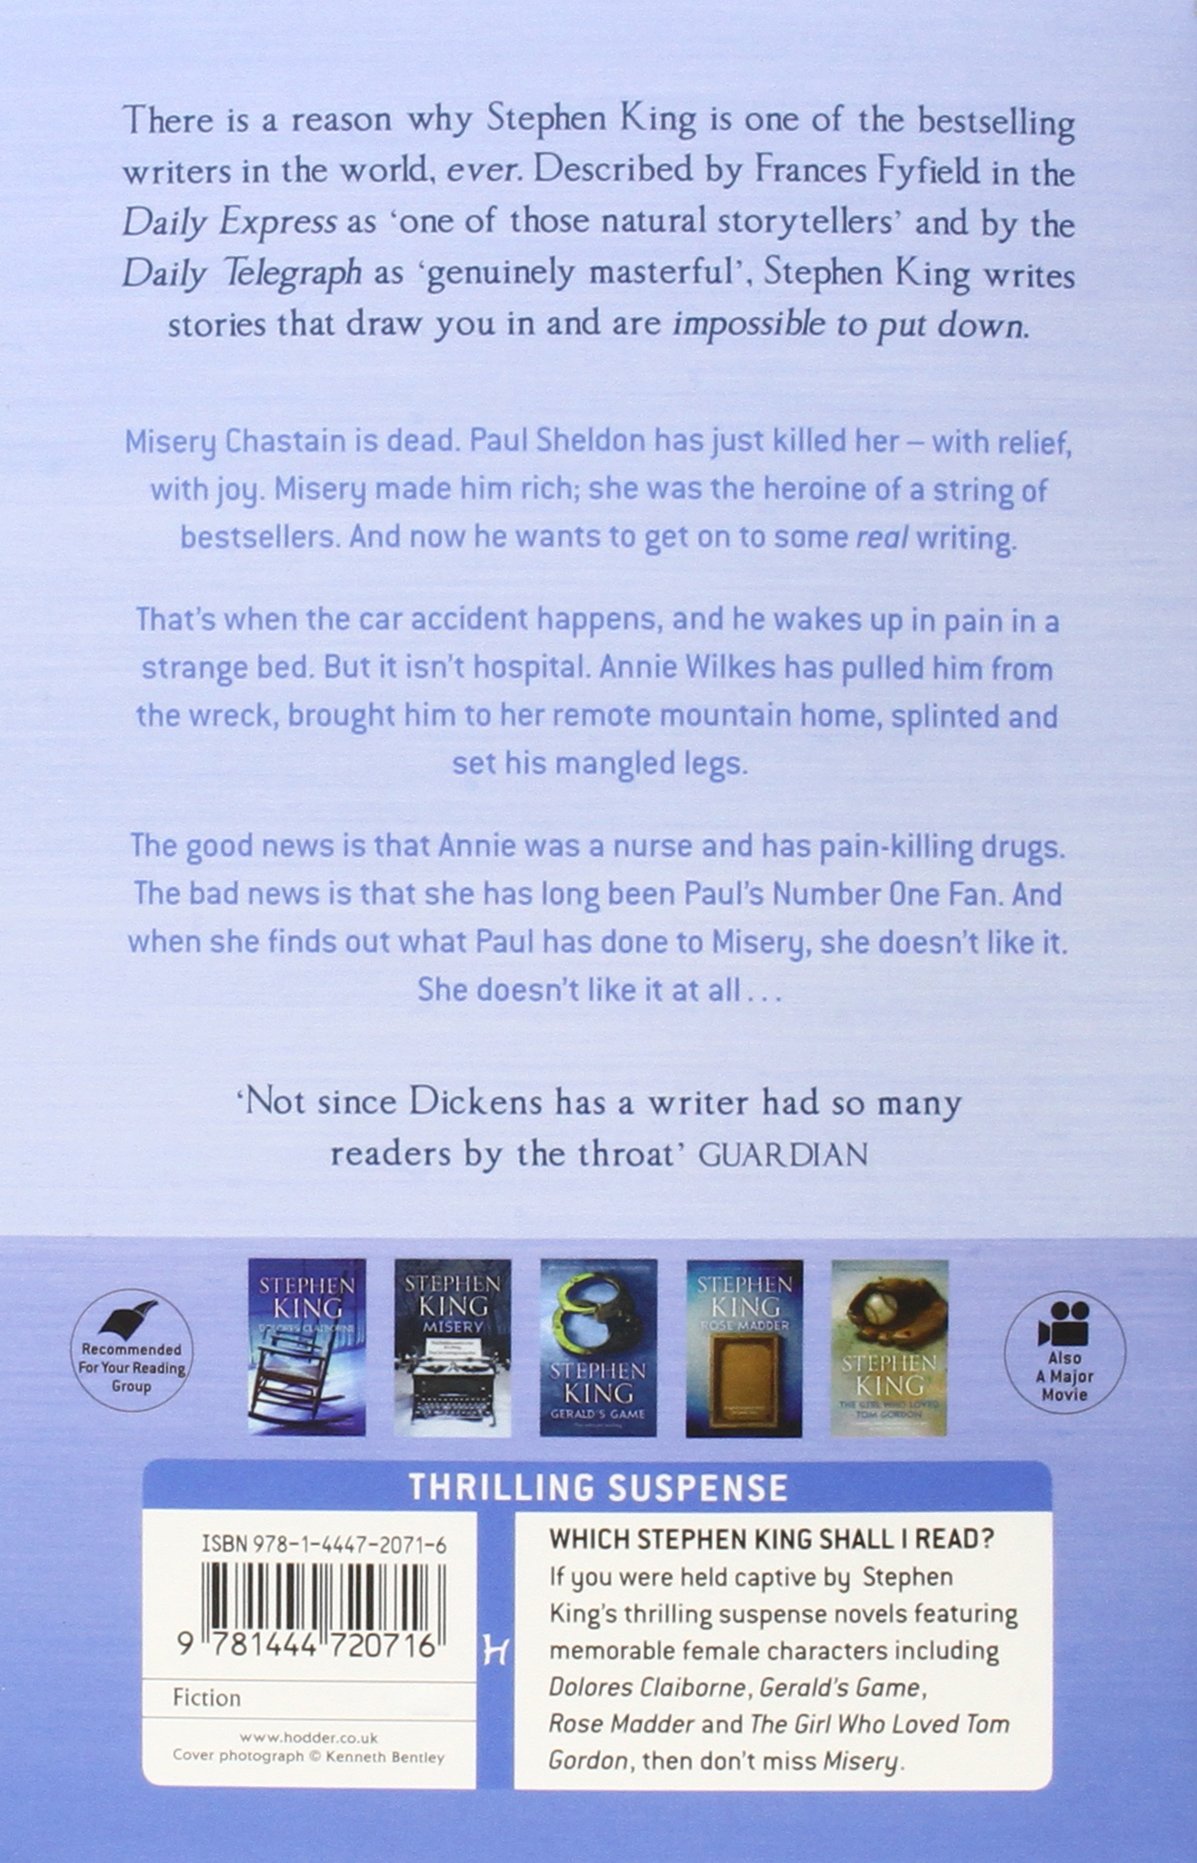 There is a reason why Stephen King is one of the bestselling
writers in the world, ever. Described by Frances Fyfield in the
Daily Express as ‘one of those natural storytellers’ and by the
Daily Telegraph as ‘genuinely masterful’, Stephen King writes
stories that draw you in and are impossible to put down.
Misery Chastain is dead. Paul Sheldon has just killed her – with relief,
with joy. Misery made him rich; she was the heroine of a string of
bestsellers. And now he wants to get on to some real writing.
That’s when the car accident happens, and he wakes up in pain in a
strange bed. But it isn’t hospital. Annie Wilkes has pulled him from
the wreck, brought him to her remote mountain home, splinted and
set his mangled legs.
The good news is that Annie was a nurse and has pain-killing drugs.
The bad news is that she has long been Paul’s Number One Fan. And
when she finds out what Paul has done to Misery, she doesn’t like it.
She doesn’t like it at all...
‘Not since Dickens has a writer had so many
readers by the throat’ GUARDIAN
Recommended
For Your Reading
Group
STEPHEN
KING
DOLORES CLAIBORNE
STEPHEN
KING
MISERY
STEPHEN
KING
GERALD’S GAME
STEPHEN
KING
ROSE MADDER
STEPHEN
KING
THE GIRL WHO LOVED
TOM GORDON
Also
A Major
Movie
THRILLING SUSPENSE
ISBN 978-1-4447-2071-6
9 781444 720716
Fiction
www.hodder.co.uk
Cover photograph © Kenneth Bentley
H
WHICH STEPHEN KING SHALL I READ?
If you were held captive by Stephen
King’s thrilling suspense novels featuring
memorable female characters including
Dolores Claiborne, Gerald’s Game,
Rose Madder and The Girl Who Loved Tom
Gordon, then don’t miss Misery.